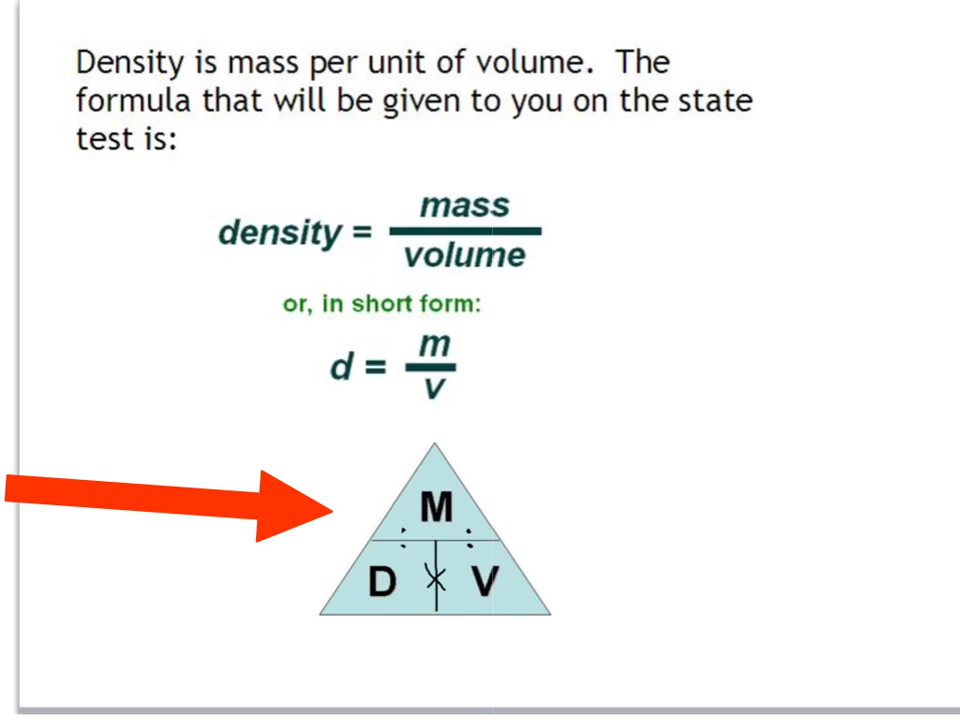 Density is mass per unit of volume. The
formula that will be given to you on the state
test is:
density = mass
volume
or, in short form:
d = m
v
M
D V